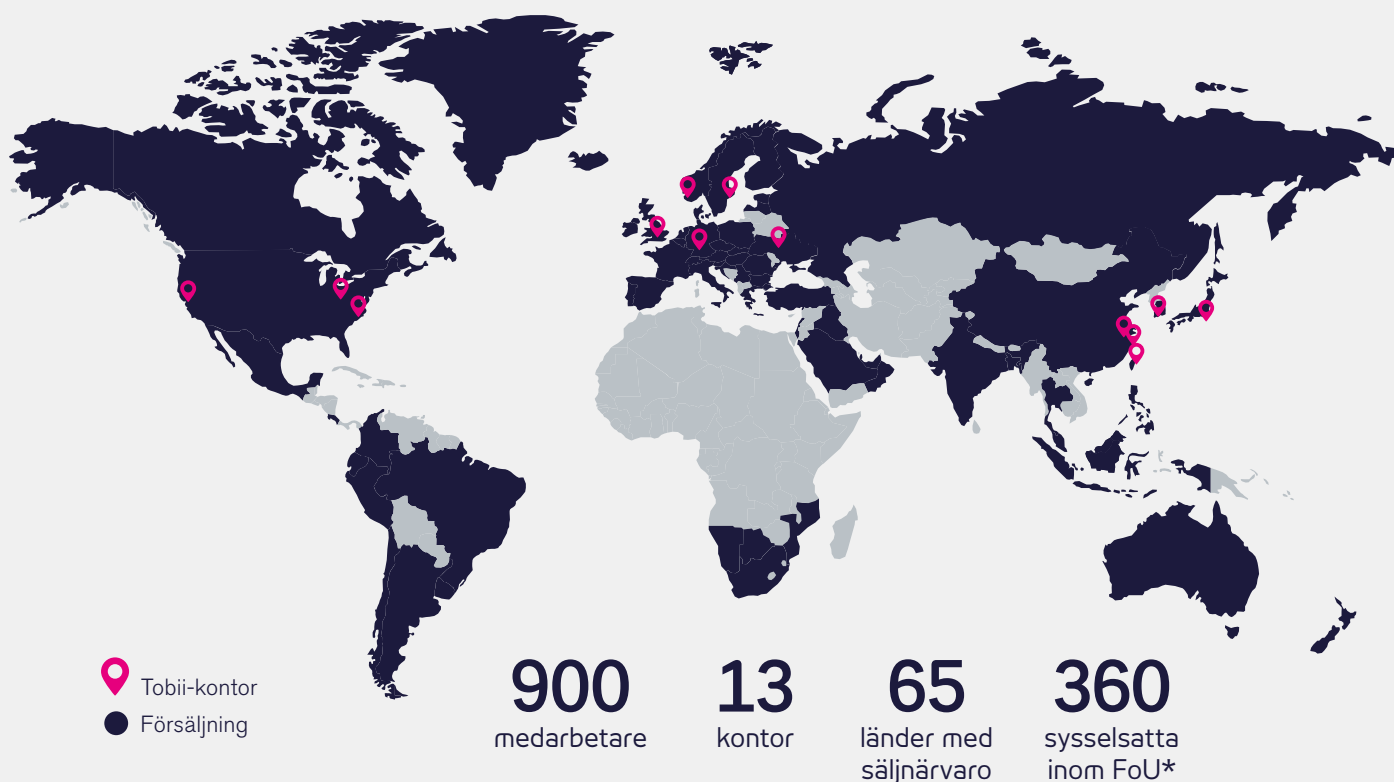 Tobii-kontor
Försäljning
900
medarbetare
13
kontor
65
länder med
säljnärvaro
360
sysselsatta
inom FoU*